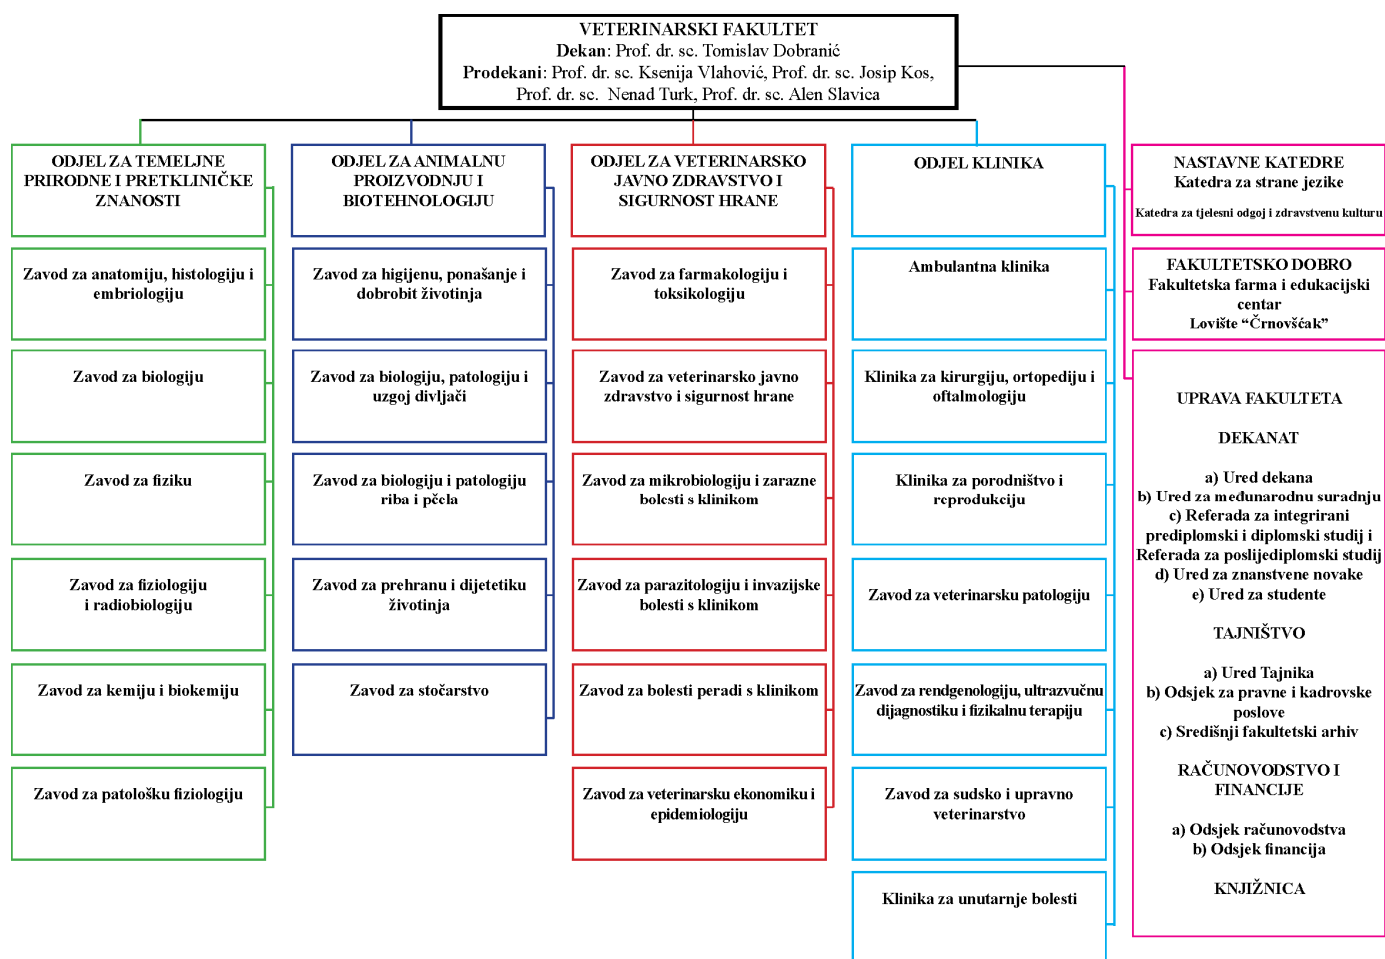 VETERINARSKI FAKULTET
Dekan: Prof. dr. sc. Tomislav Dobranić
Prodekani: Prof. dr. sc. Ksenija Vlahović, Prof. dr. sc. Josip Kos,
Prof. dr. sc. Nenad Turk, Prof. dr. sc. Alen Slavica
ODJEL ZA TEMELJNE
PRIRODNE I PRETKLINIČKE
ZNANOSTI
Zavod za anatomiju, histologiju i
embriologiju
Zavod za biologiju
Zavod za fiziku
Zavod za fiziologiju
i radiobiologiju
Zavod za kemiju i biokemiju
Zavod za patološku fiziologiju
ODJEL ZA ANIMALNU
PROIZVODNJU I
BIOTEHNOLOGIJU
Zavod za higijenu, ponašanje i
dobrobit životinja
Zavod za biologiju, patologiju i
uzgoj divljači
Zavod za biologiju i patologiju
riba i pčela
Zavod za prehranu i dijetetiku
životinja
Zavod za stočarstvo
ODJEL ZA VETERINARSKO
JAVNO ZDRAVSTVO I
SIGURNOST HRANE
Zavod za farmakologiju i
toksikologiju
Zavod za veterinarsko javno
zdravstvo i sigurnost hrane
Zavod za mikrobiologiju i zarazne
bolesti s klinikom
Zavod za parazitologiju i invazijske
bolesti s klinikom
Zavod za bolesti peradi s klinikom
Zavod za veterinarsku ekonomiku i
epidemiologiju
ODJEL KLINIKA
Ambulantna klinika
Klinika za kirurgiju, ortopediju i
oftalmologiju
Klinika za porodništvo i
reprodukciju
Zavod za veterinarsku patologiju
Zavod za rendgenologiju, ultrazvučnu
dijagnostiku i fizikalnu terapiju
Zavod za sudsko i upravno
veterinarstvo
Klinika za unutarnje bolesti
NASTAVNE KATEDRE
Katedra za strane jezike
Katedra za tjelesni odgoj i zdravstvenu kulturu
FAKULTETSKO DOBRO
Fakultetska farma i edukacijski
centar
Lovište “Črnovšćak”
UPRAVA FAKULTETA
DEKANAT
a) Ured dekana
b) Ured za međunarodnu suradnju
c) Referada za integrirani
prediplomski i diplomski studij i
Referada za poslijediplomski studij
d) Ured za znanstvene novake
e) Ured za studente
TAJNIŠTVO
a) Ured Tajnika
b) Odsjek za pravne i kadrovske
poslove
c) Središnji fakultetski arhiv
RAČUNOVODSTVO I
FINANCIJE
a) Odsjek računovodstva
b) Odsjek financija
KNJIŽNICA